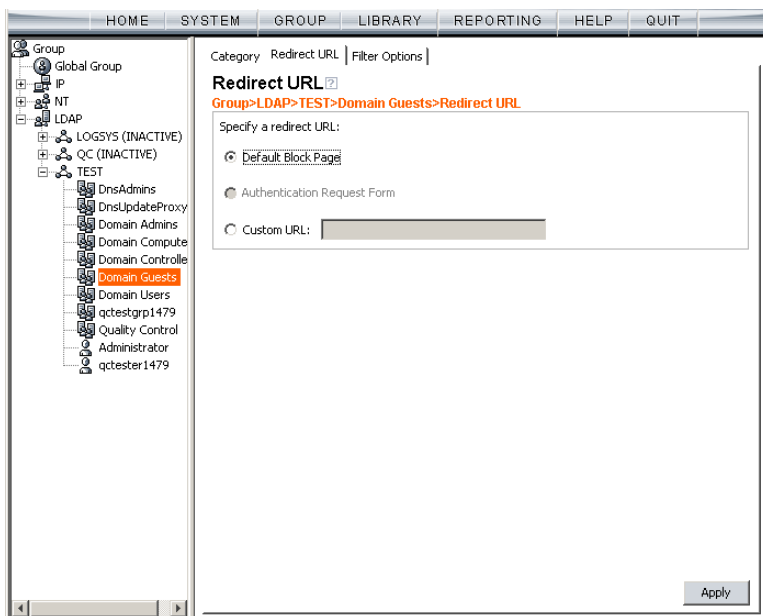 HOME SYSTEM GROUP LIBRARY REPORTING HELP QUIT
Group
Global Group
IP
NT
LDAP
LOGSYS (INACTIVE)
QC (INACTIVE)
TEST
DnsAdmins
DnsUpdateProxy
Domain Admins
Domain Compute
Domain Controlle
Domain Guests
Domain Users
qctestgrp1479
Quality Control
Administrator
qctester1479
Category Redirect URL Filter Options
Redirect URL ?
Group>LDAP>TEST>Domain Guests>Redirect URL
Specify a redirect URL:
Default Block Page
Authentication Request Form
Custom URL:
Apply